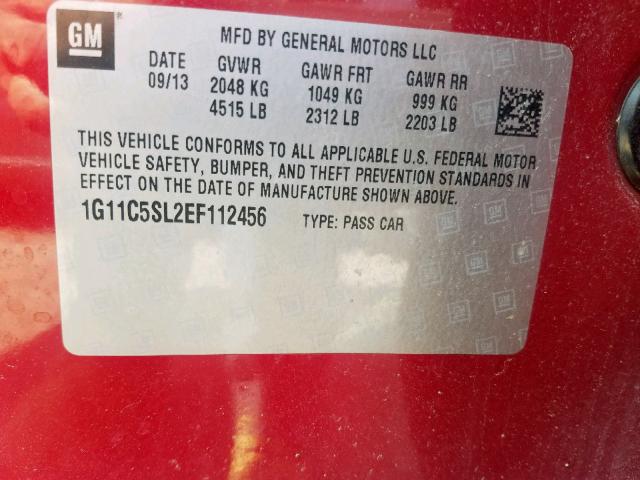 GM
MFD BY GENERAL MOTORS LLC
DATE GVWR GAWR FRT GAWR RR
09/13 2048 KG 1049 KG 999 KG
4515 LB 2312 LB 2203 LB
THIS VEHICLE CONFORMS TO ALL APPLICABLE U.S. FEDERAL MOTOR
VEHICLE SAFETY, BUMPER, AND THEFT PREVENTION STANDARDS IN
EFFECT ON THE DATE OF MANUFACTURE SHOWN ABOVE.
1G11C5SL2EF112456 TYPE: PASS CAR